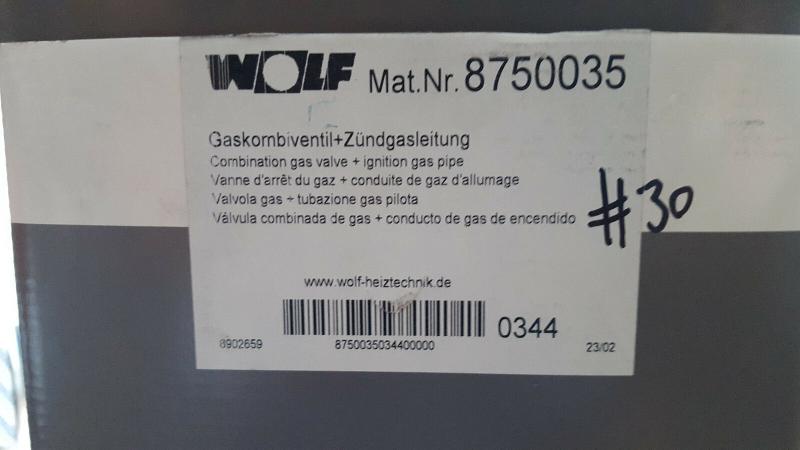 WOLF Mat.Nr. 8750035
Gaskombiventil+Zündgasleitung
Combination gas valve + ignition gas pipe
Vanne d'arrêt du gaz + conduite de gaz d'allumage
Valvola gas + tubazione gas pilota
Válvula combinada de gas + conducto de gas de encendido
#30
www.wolf-heiztechnik.de
0344
8902659 8750035034400000 23/02